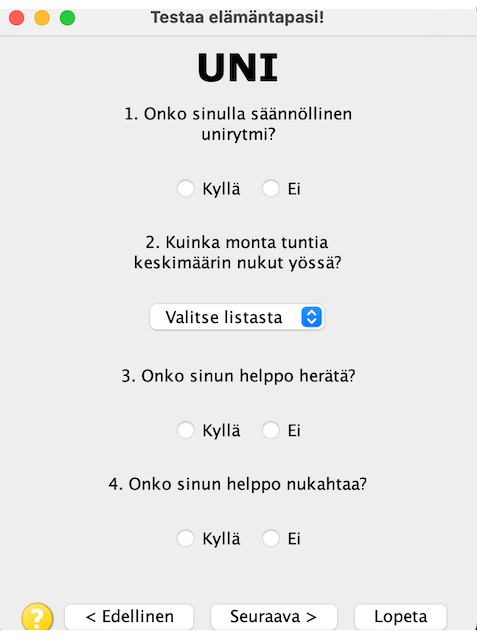 Testaa elämäntapasi!
UNI
1. Onko sinulla säännöllinen
unirytmi?
Kyllä Ei
2. Kuinka monta tuntia
keskimäärin nukut yössä?
Valitse listasta
3. Onko sinun helppo herätä?
Kyllä Ei
4. Onko sinun helppo nukahtaa?
Kyllä Ei
? < Edellinen Seuraava > Lopeta